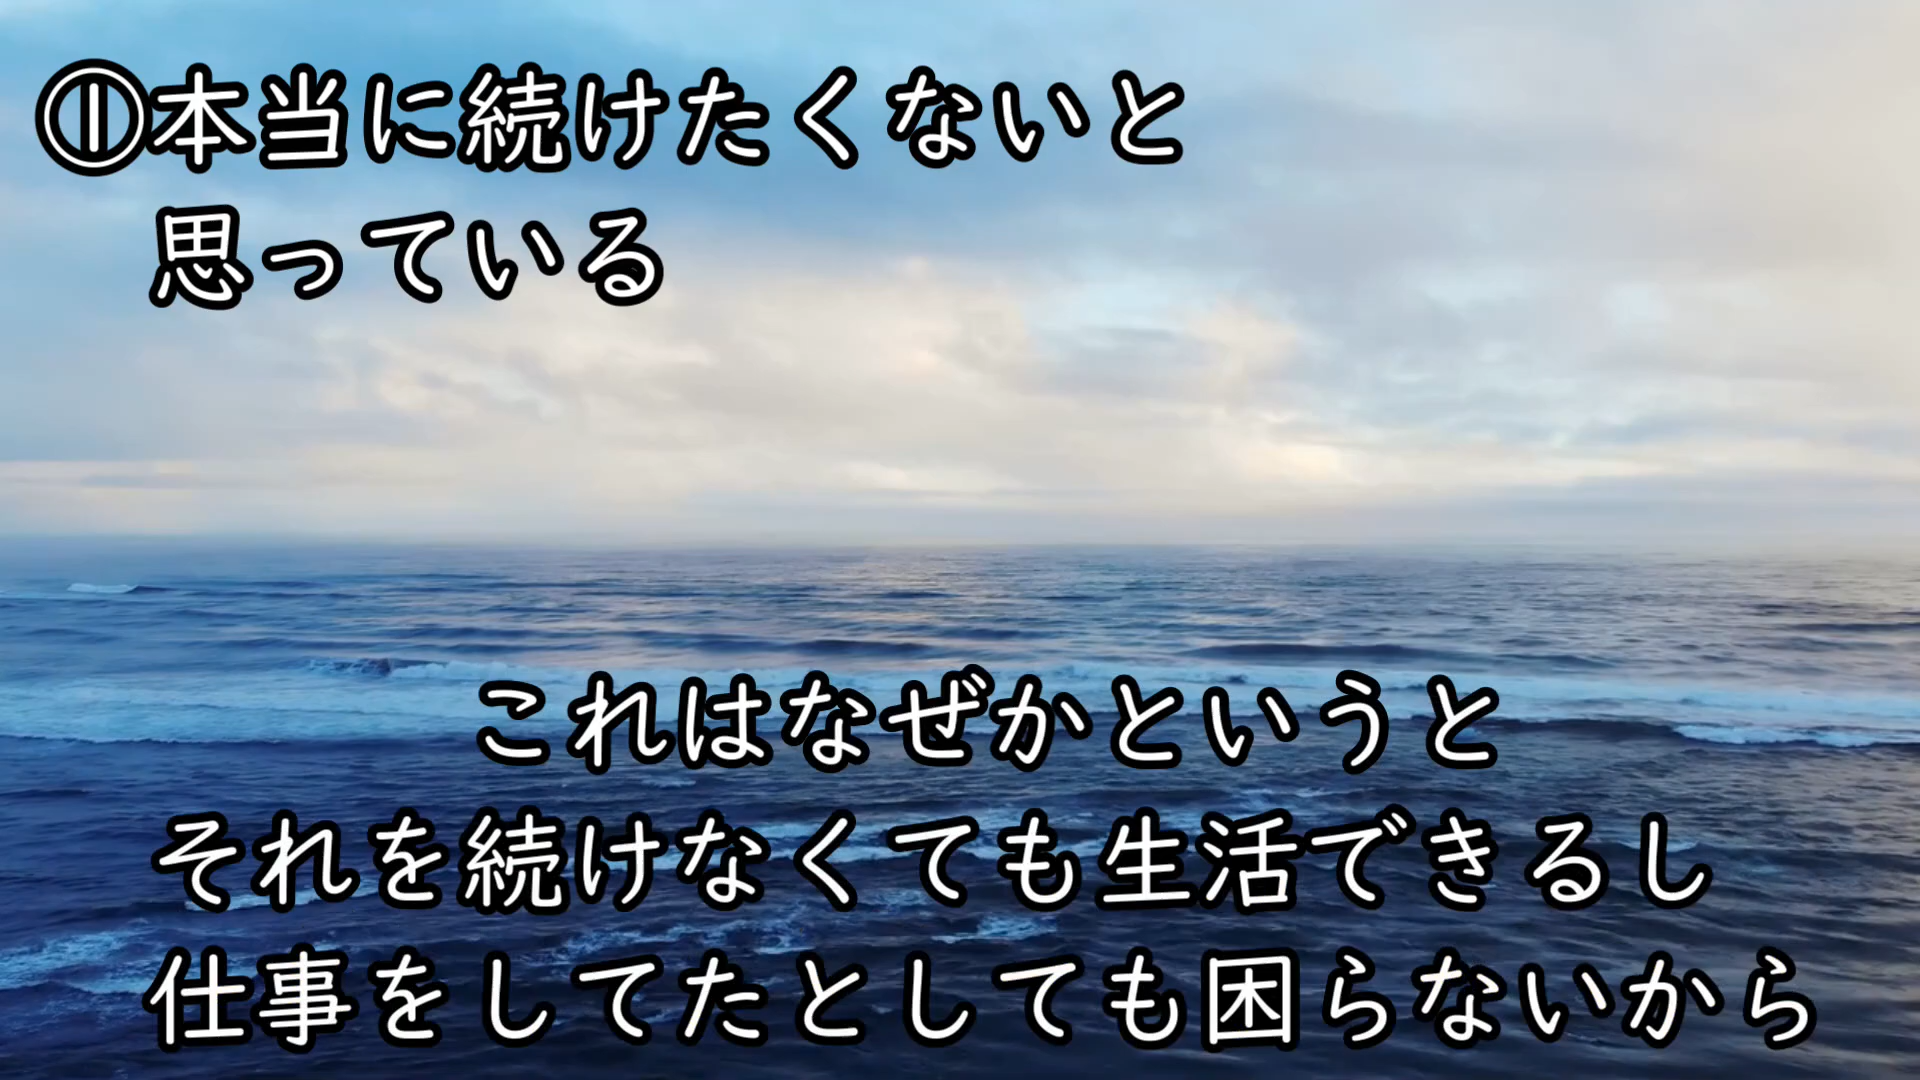 ①本当に続けたくないと
思っている
これはなぜかというと
それを続けなくても生活できるし
仕事をしてたとしても困らないから